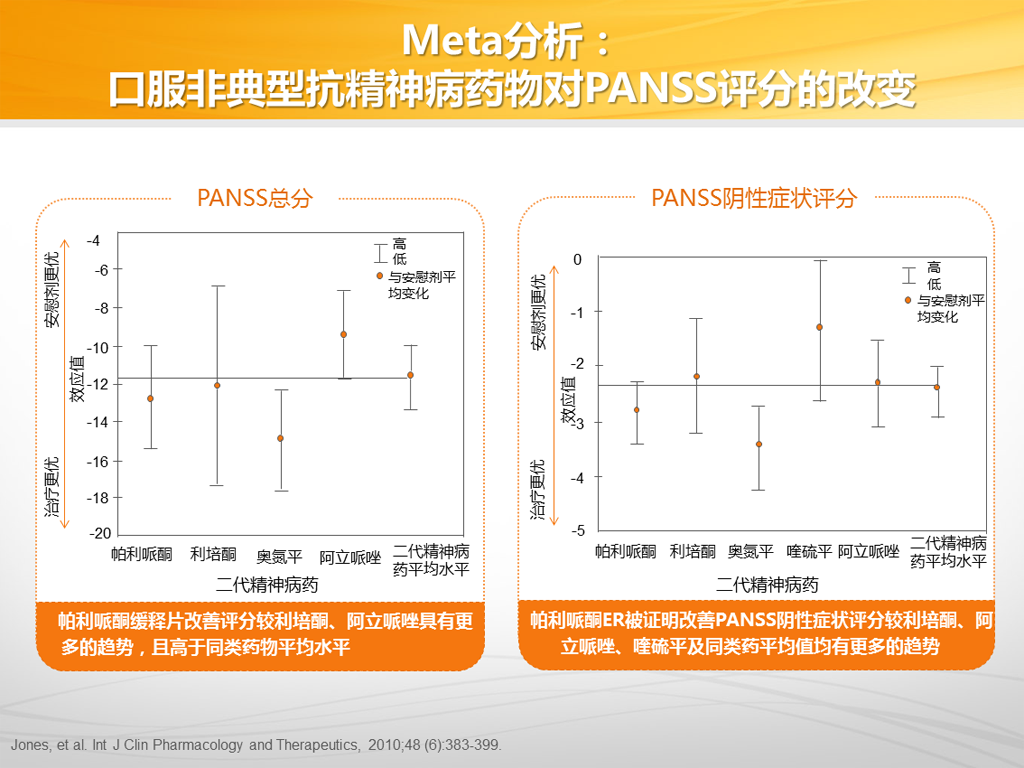 Meta分析：
口服非典型抗精神病药物对PANSS评分的改变
PANSS总分
安慰剂更优
治疗更优
效应值
-4
-6
-8
-10
-12
-14
-16
-18
-20
高
低
与安慰剂平
均变化
帕利哌酮
利培酮
奥氮平
阿立哌唑
二代精神病
药平均水平
二代精神病药
帕利哌酮缓释片改善评分较利培酮、阿立哌唑具有更
多的趋势，且高于同类药物平均水平
PANSS阴性症状评分
安慰剂更优
治疗更优
效应值
0
-1
-2
-3
-4
-5
高
低
与安慰剂平
均变化
帕利哌酮
利培酮
奥氮平
喹硫平
阿立哌唑
二代精神病
药平均水平
二代精神病药
帕利哌酮ER被证明改善PANSS阴性症状评分较利培酮、阿
立哌唑、喹硫平及同类药平均值均有更多的趋势
Jones, et al. Int J Clin Pharmacology and Therapeutics, 2010;48 (6):383-399.